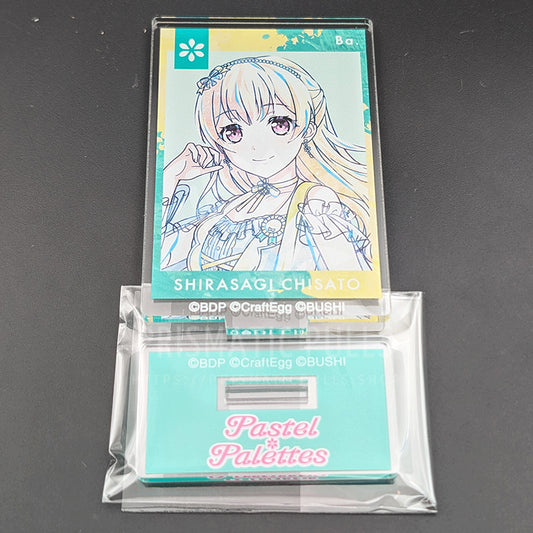 Ba.
SHIRASAGI CHISATO
©BDP ©CraftEgg ©BUSHI
©BDP ©CraftEgg ©BUSHI
Pastel
Palettes